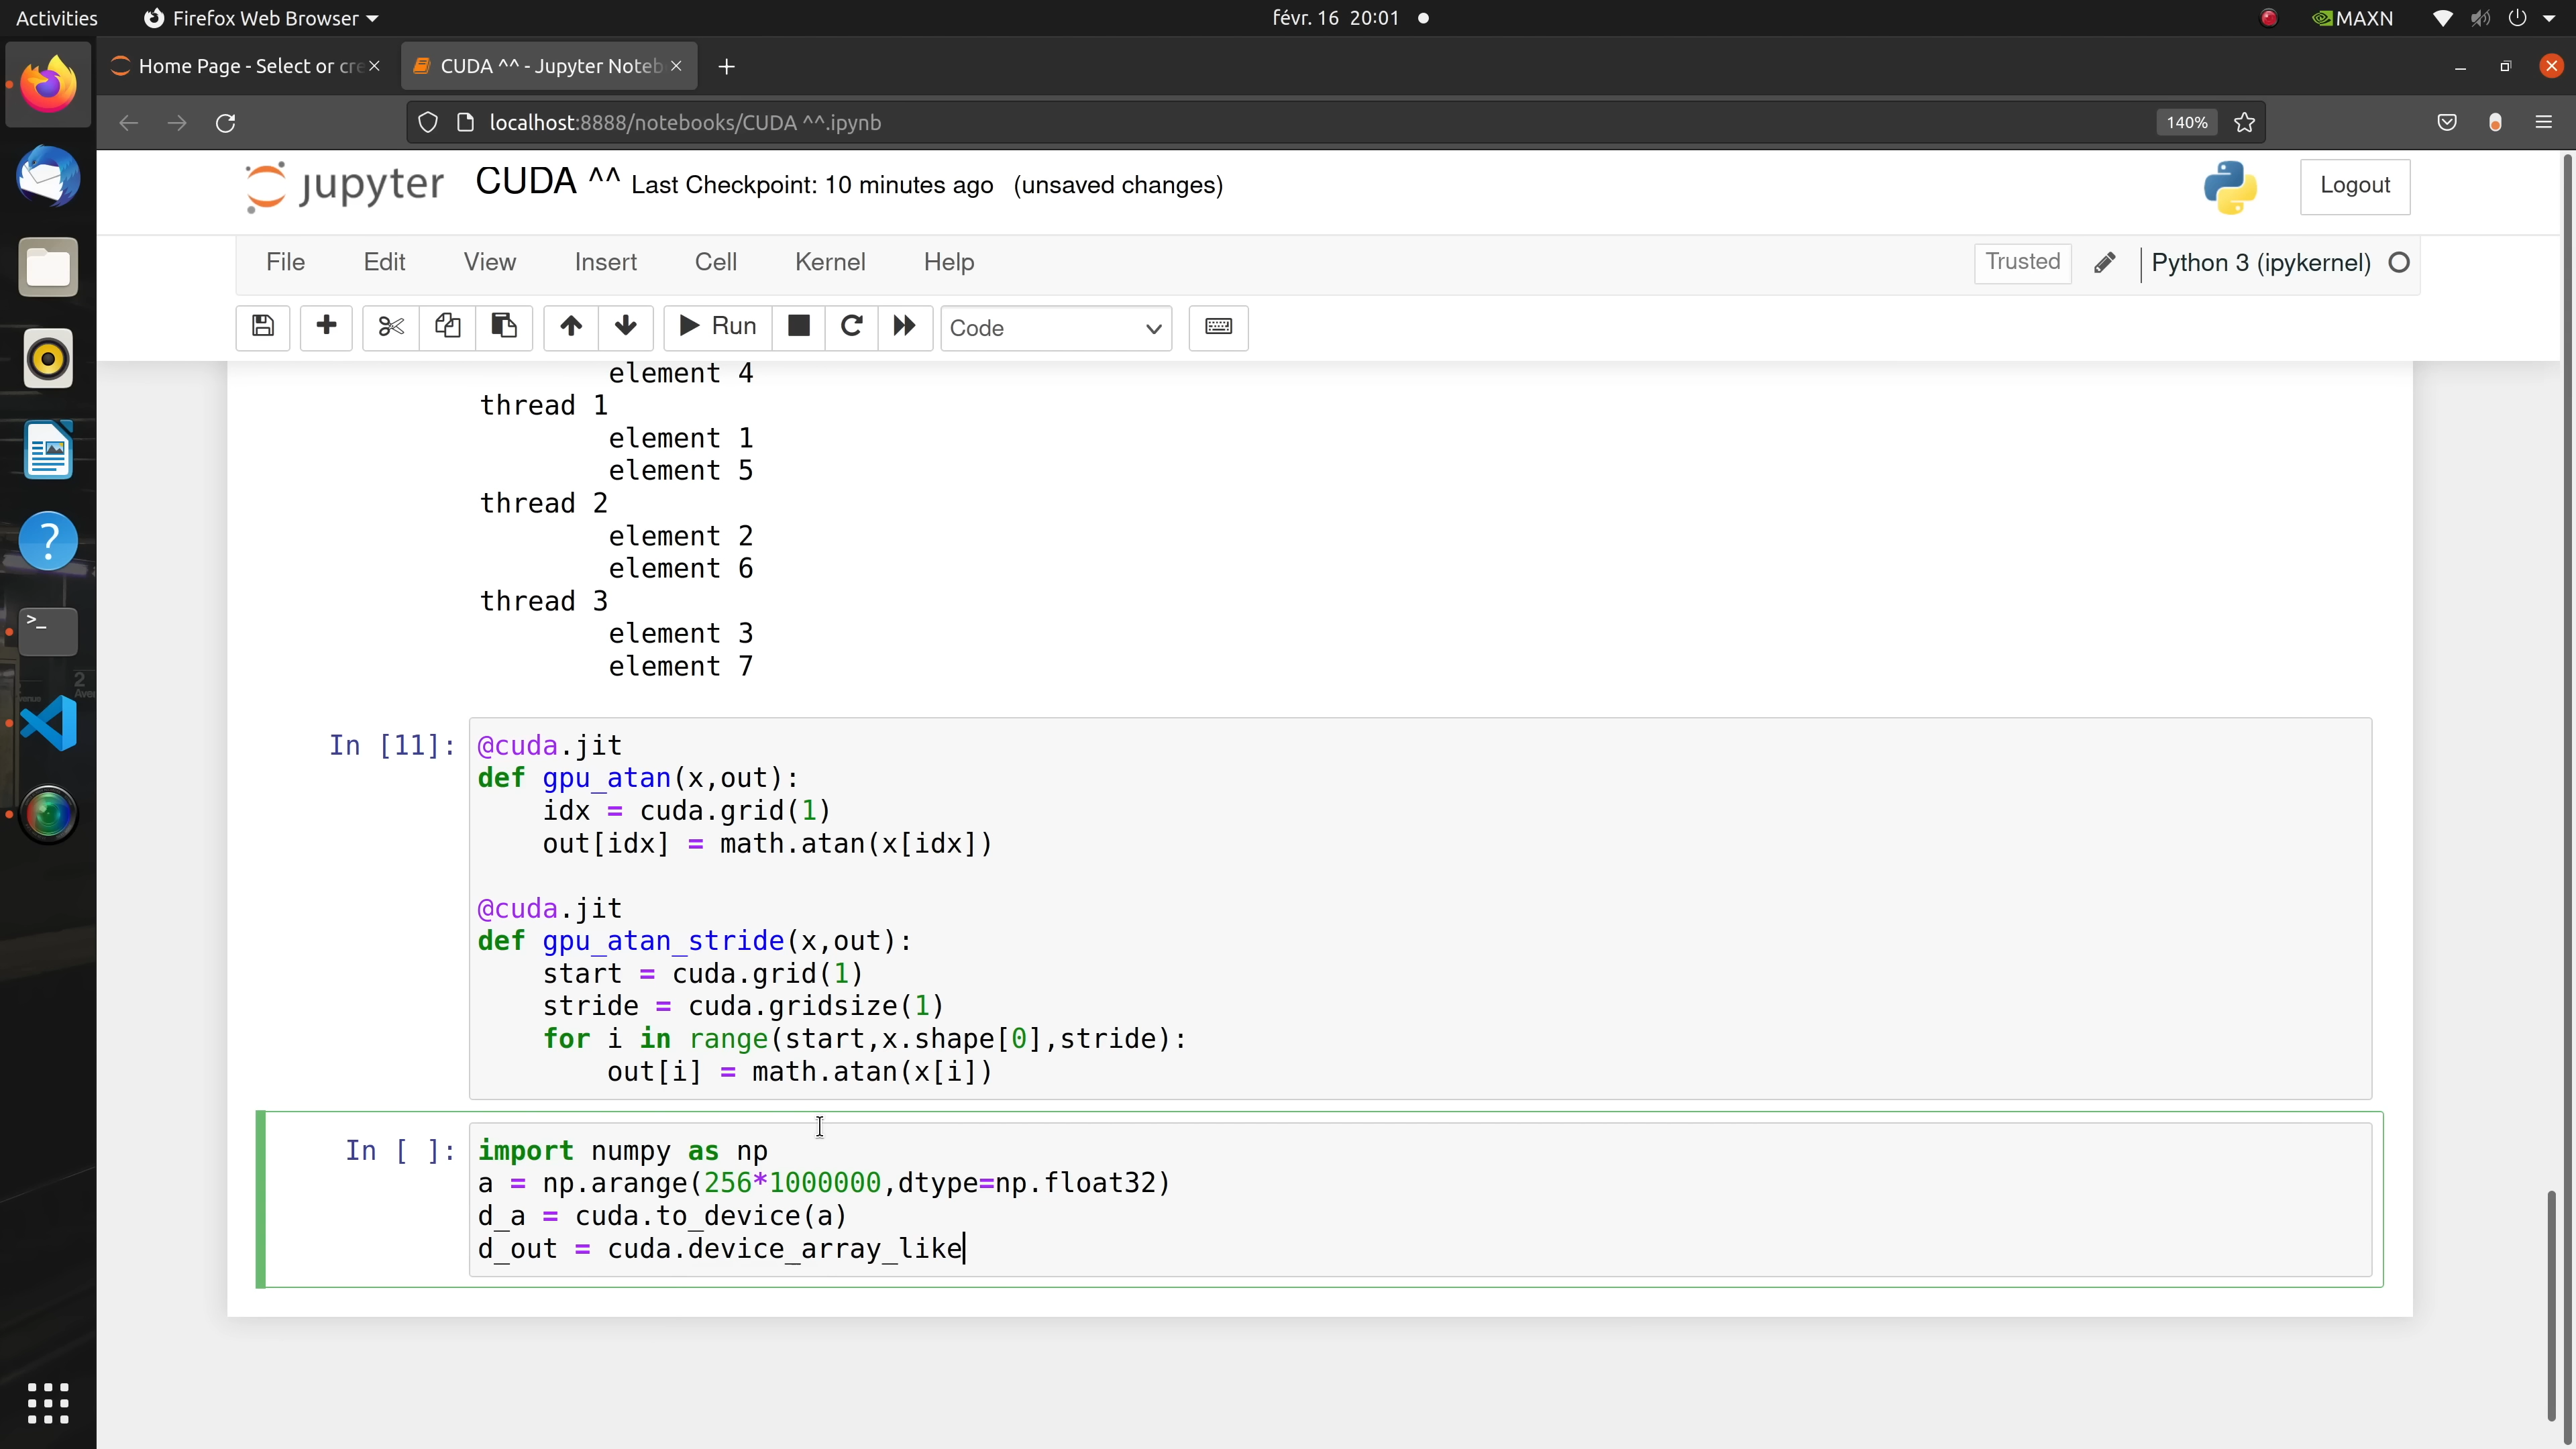 Activities Firefox Web Browser févr. 16 20:01 MAXN
Home Page - Select or cre CUDA ^^ - Jupyter Noteb
localhost:8888/notebooks/CUDA ^^.ipynb 140%
jupyter CUDA ^^ Last Checkpoint: 10 minutes ago (unsaved changes) Logout
File Edit View Insert Cell Kernel Help Trusted Python 3 (ipykernel)
Run Code
element 4
thread 1
element 1
element 5
thread 2
element 2
element 6
thread 3
element 3
element 7
In [11]: @cuda.jit
def gpu_atan(x,out):
idx = cuda.grid(1)
out[idx] = math.atan(x[idx])
@cuda.jit
def gpu_atan_stride(x,out):
start = cuda.grid(1)
stride = cuda.gridsize(1)
for i in range(start,x.shape[0],stride):
out[i] = math.atan(x[i])
In [ ]: import numpy as np
a = np.arange(256*1000000,dtype=np.float32)
d_a = cuda.to_device(a)
d_out = cuda.device_array_like